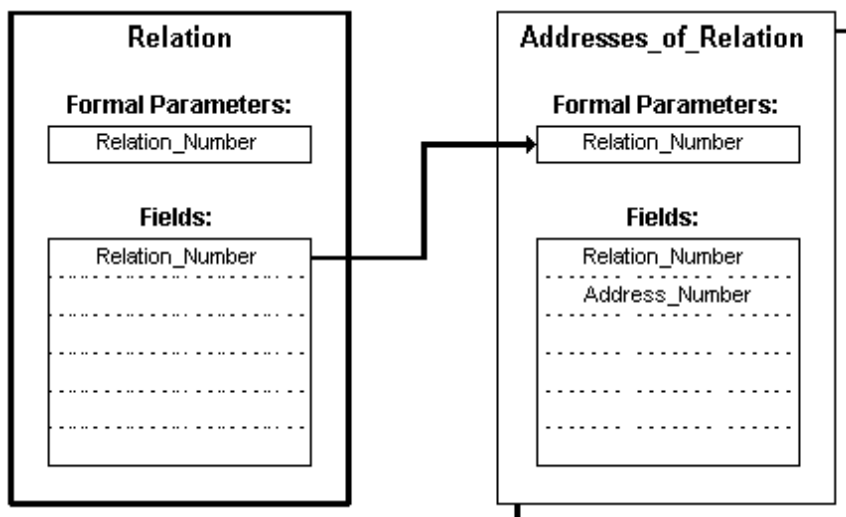 Relation
Formal Parameters:
Relation_Number
Fields:
Relation_Number
Addresses_of_Relation
Formal Parameters:
Relation_Number
Fields:
Relation_Number
Address_Number